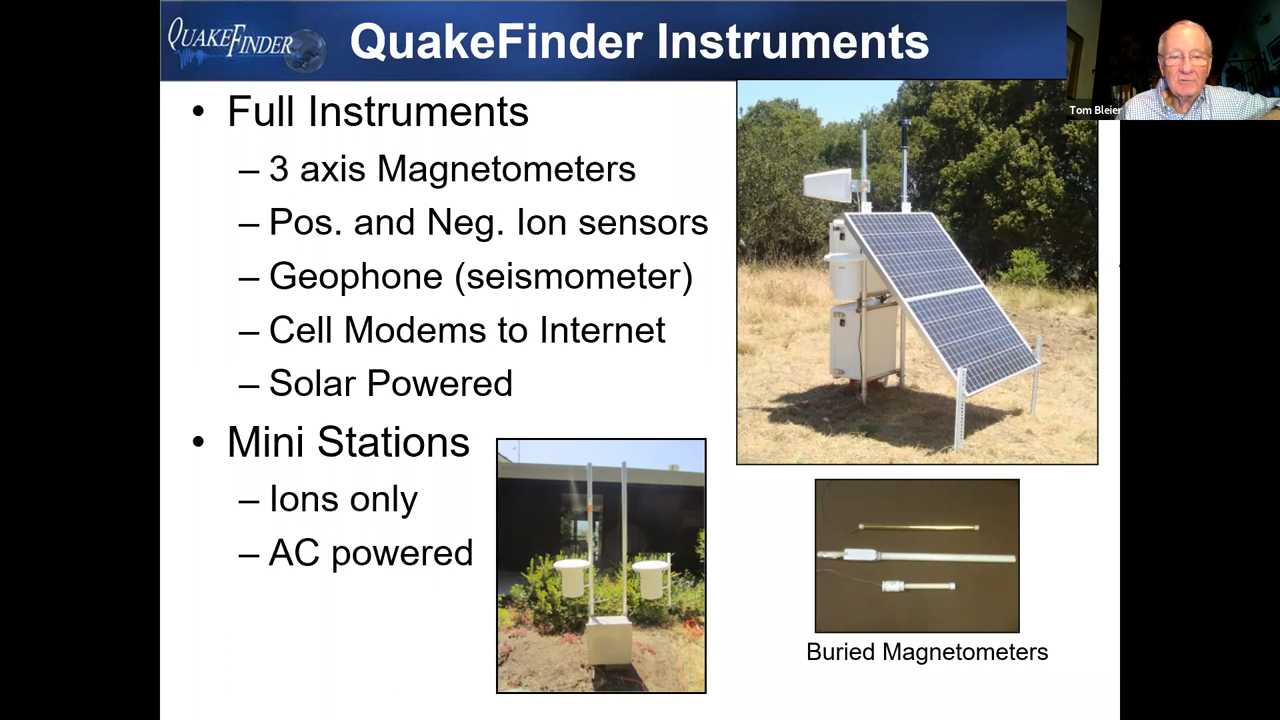 QUAKEFINDER
QuakeFinder Instruments
Tom Bleier
• Full Instruments
– 3 axis Magnetometers
– Pos. and Neg. Ion sensors
– Geophone (seismometer)
– Cell Modems to Internet
– Solar Powered
• Mini Stations
– Ions only
– AC powered
Buried Magnetometers